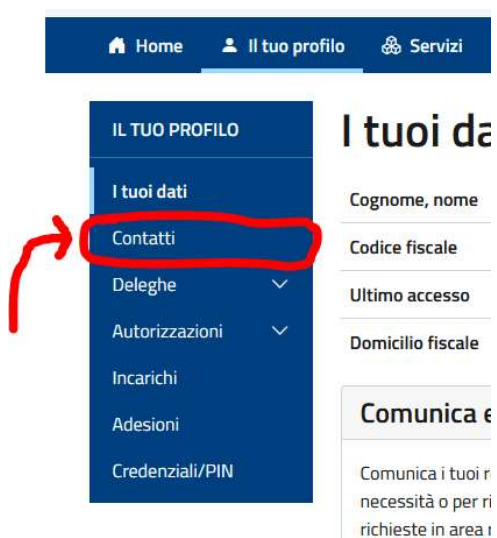 Home Il tuo profilo Servizi
IL TUO PROFILO
I tuoi dati
Contatti
Deleghe
Autorizzazioni
Incarichi
Adesioni
Credenziali/PIN
I tuoi da
Cognome, nome
Codice fiscale
Ultimo accesso
Domicilio fiscale
Comunica e
Comunica i tuoi r
necessità o per ri
richieste in area r